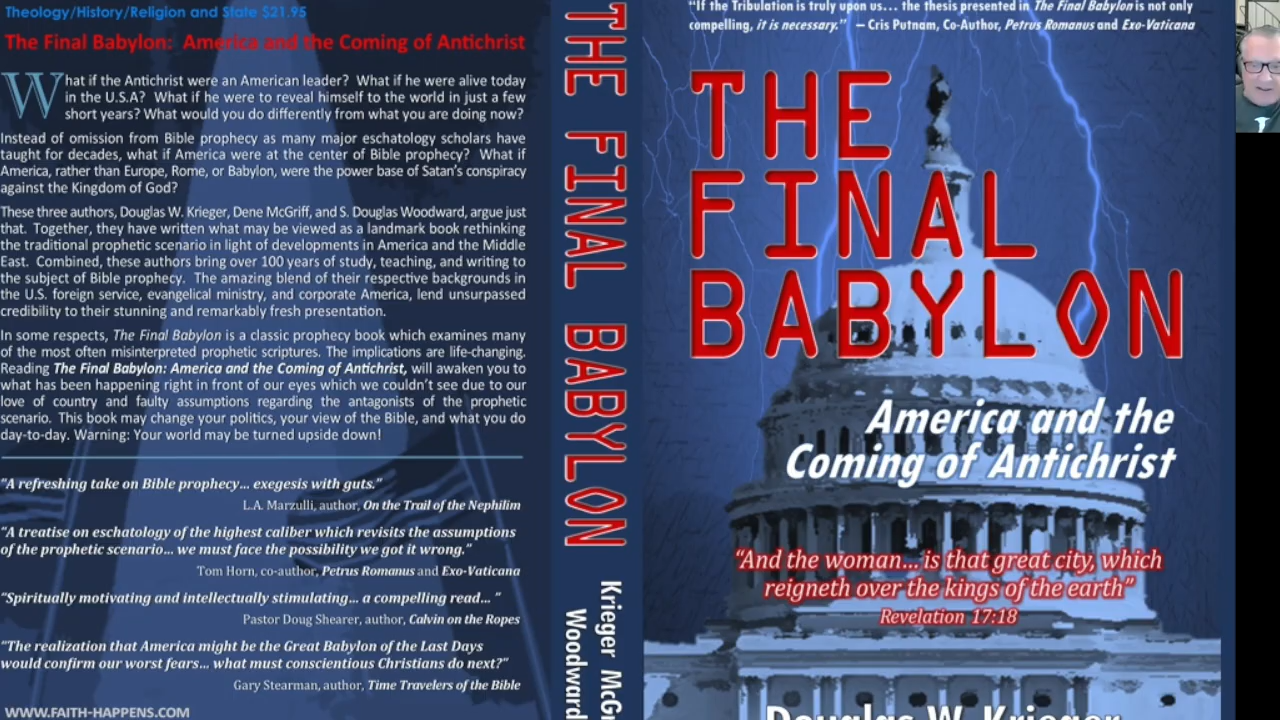 Theology/History/Religion and State $21.95
The Final Babylon: America and the Coming of Antichrist
What if the Antichrist were an American leader? What if he were alive today
in the U.S.A? What if he were to reveal himself to the world in just a few
short years? What would you do differently from what you are doing now?
Instead of omission from Bible prophecy as many major eschatology scholars have
taught for decades, what if America were at the center of Bible prophecy? What if
America, rather than Europe, Rome, or Babylon, were the power base of Satan's conspiracy
against the Kingdom of God?
These three authors, Douglas W. Krieger, Dene McGriff, and S. Douglas Woodward, argue just
that. Together, they have written what may be viewed as a landmark book rethinking
the traditional prophetic scenario in light of developments in America and the Middle
East. Combined, these authors bring over 100 years of study, teaching, and writing to
the subject of Bible prophecy. The amazing blend of their respective backgrounds in
the U.S. foreign service, evangelical ministry, and corporate America, lend unsurpassed
credibility to their stunning and remarkably fresh presentation.
In some respects, The Final Babylon is a classic prophecy book which examines many
of the most often misinterpreted prophetic scriptures. The implications are life-changing.
Reading The Final Babylon: America and the Coming of Antichrist, will awaken you to
what has been happening right in front of our eyes which we couldn't see due to our
love of country and faulty assumptions regarding the antagonists of the prophetic
scenario. This book may change your politics, your view of the Bible, and what you do
day-to-day. Warning: Your world may be turned upside down!
"A refreshing take on Bible prophecy... exegesis with guts."
L.A. Marzulli, author, On the Trail of the Nephilim
"A treatise on eschatology of the highest caliber which revisits the assumptions
of the prophetic scenario... we must face the possibility we got it wrong."
Tom Horn, co-author, Petrus Romanus and Exo-Vaticana
"Spiritually motivating and intellectually stimulating... a compelling read... "
Pastor Doug Shearer, author, Calvin on the Ropes
"The realization that America might be the Great Babylon of the Last Days
would confirm our worst fears... what must conscientious Christians do next?"
Gary Stearman, author, Time Travelers of the Bible
WWW.FAITH-HAPPENS.COM
THE FINAL BABYLON
Krieger McGr
Woodward
"If the Tribulation is truly upon us... the thesis presented in The Final Babylon is not only
compelling, it is necessary." — Cris Putnam, Co-Author, Petrus Romanus and Exo-Vaticana
THE
FINAL
BABYLON
America and the
Coming of Antichrist
"And the woman... is that great city, which
reigneth over the kings of the earth"
Revelation 17:18
Douglas W. Krieger